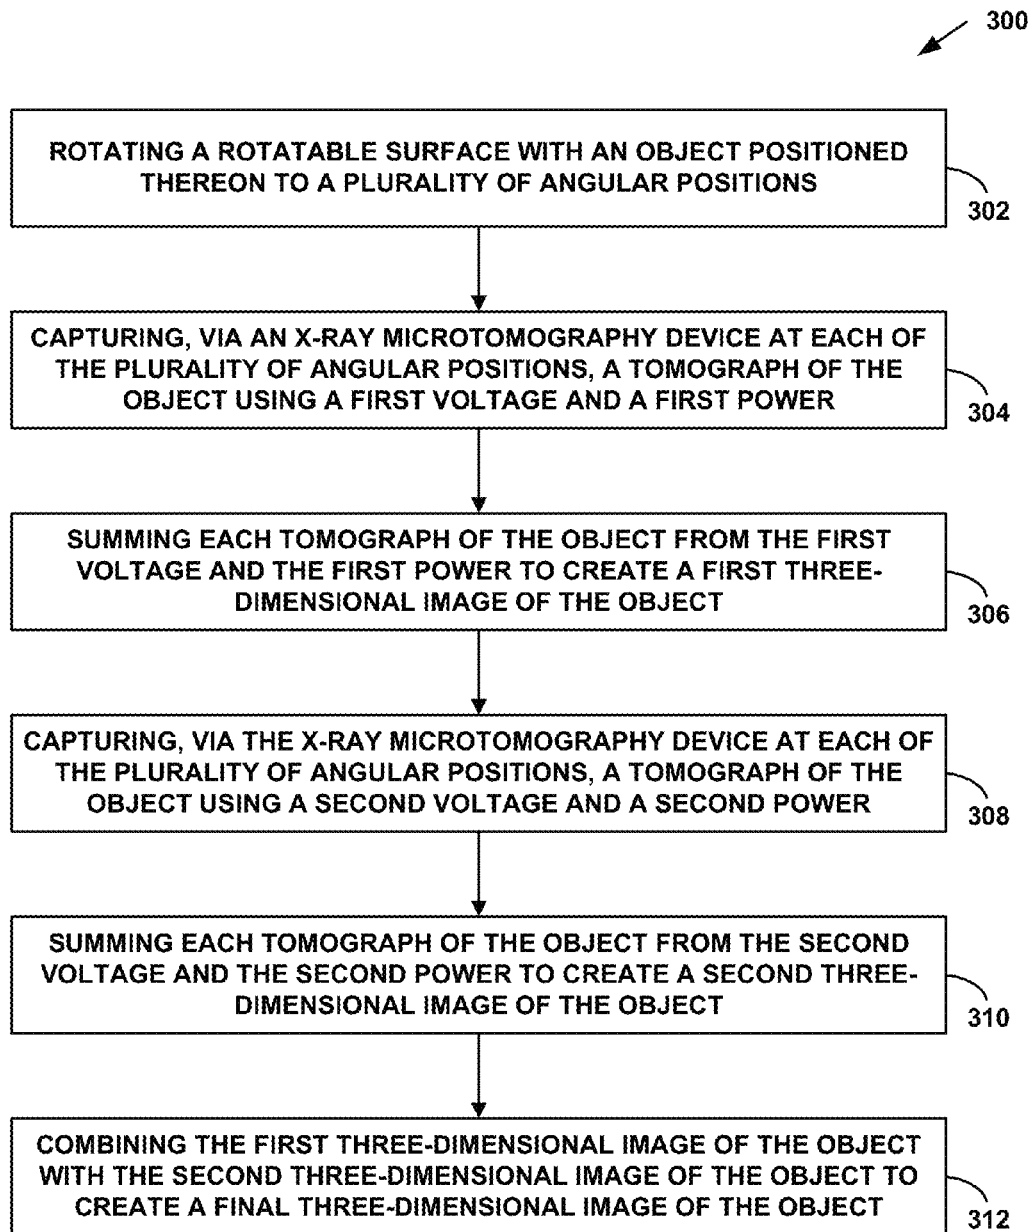 300
ROTATING A ROTATABLE SURFACE WITH AN OBJECT POSITIONED
THEREON TO A PLURALITY OF ANGULAR POSITIONS
302
CAPTURING, VIA AN X-RAY MICROTOMOGRAPHY DEVICE AT EACH OF
THE PLURALITY OF ANGULAR POSITIONS, A TOMOGRAPH OF THE
OBJECT USING A FIRST VOLTAGE AND A FIRST POWER
304
SUMMING EACH TOMOGRAPH OF THE OBJECT FROM THE FIRST
VOLTAGE AND THE FIRST POWER TO CREATE A FIRST THREE-
DIMENSIONAL IMAGE OF THE OBJECT
306
CAPTURING, VIA THE X-RAY MICROTOMOGRAPHY DEVICE AT EACH OF
THE PLURALITY OF ANGULAR POSITIONS, A TOMOGRAPH OF THE
OBJECT USING A SECOND VOLTAGE AND A SECOND POWER
308
SUMMING EACH TOMOGRAPH OF THE OBJECT FROM THE SECOND
VOLTAGE AND THE SECOND POWER TO CREATE A SECOND THREE-
DIMENSIONAL IMAGE OF THE OBJECT
310
COMBINING THE FIRST THREE-DIMENSIONAL IMAGE OF THE OBJECT
WITH THE SECOND THREE-DIMENSIONAL IMAGE OF THE OBJECT TO
CREATE A FINAL THREE-DIMENSIONAL IMAGE OF THE OBJECT
312